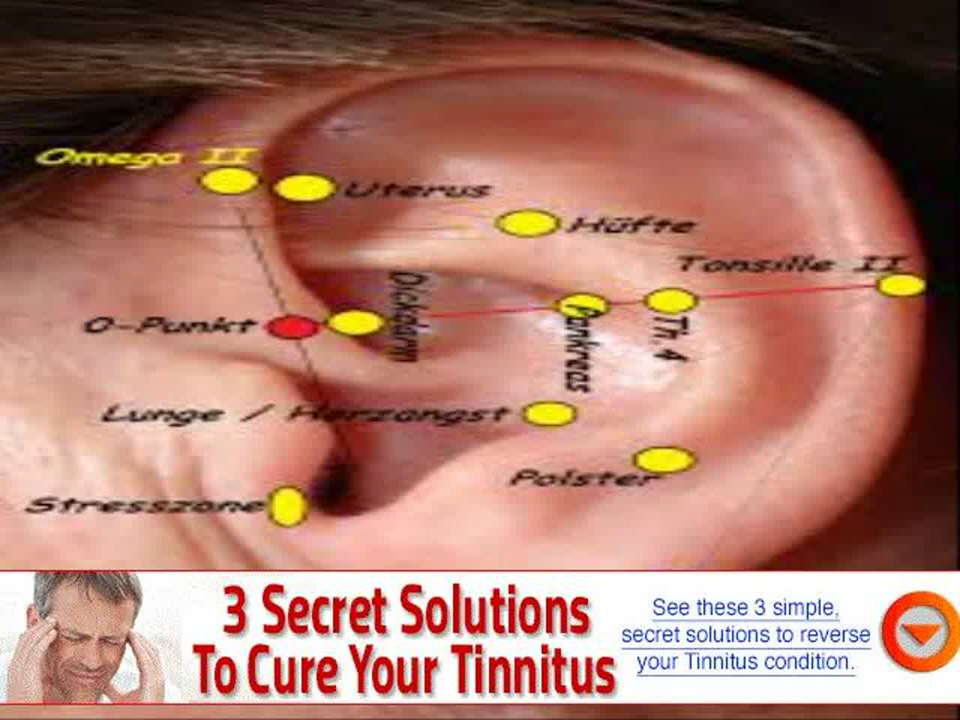 Omega II
Uterus
Hüfte
Tonsille II
Dickdarm
O-Punkt
Pankreas
Th. 4
Lunge / Herzangst
Polster
Stresszone
3 Secret Solutions
To Cure Your Tinnitus
See these 3 simple,
secret solutions to reverse
your Tinnitus condition.